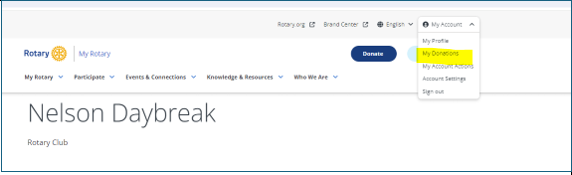 Rotary.org Brand Center English My Account
My Profile
My Donations
My Account Actions
Account Settings
Sign out
Rotary My Rotary Donate
My Rotary Participate Events & Connections Knowledge & Resources Who We Are
Nelson Daybreak
Rotary Club